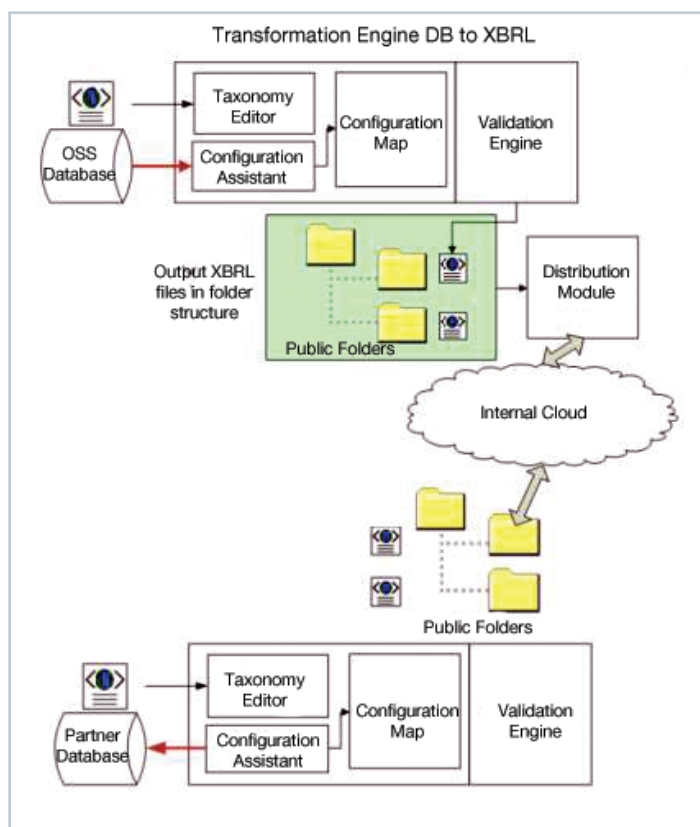 Transformation Engine DB to XBRL
Taxonomy
Editor
Configuration
Map
Validation
Engine
OSS
Database
Configuration
Assistant
Output XBRL
files in folder
structure
Public Folders
Distribution
Module
Internal Cloud
Public Folders
Taxonomy
Editor
Configuration
Map
Validation
Engine
Partner
Database
Configuration
Assistant